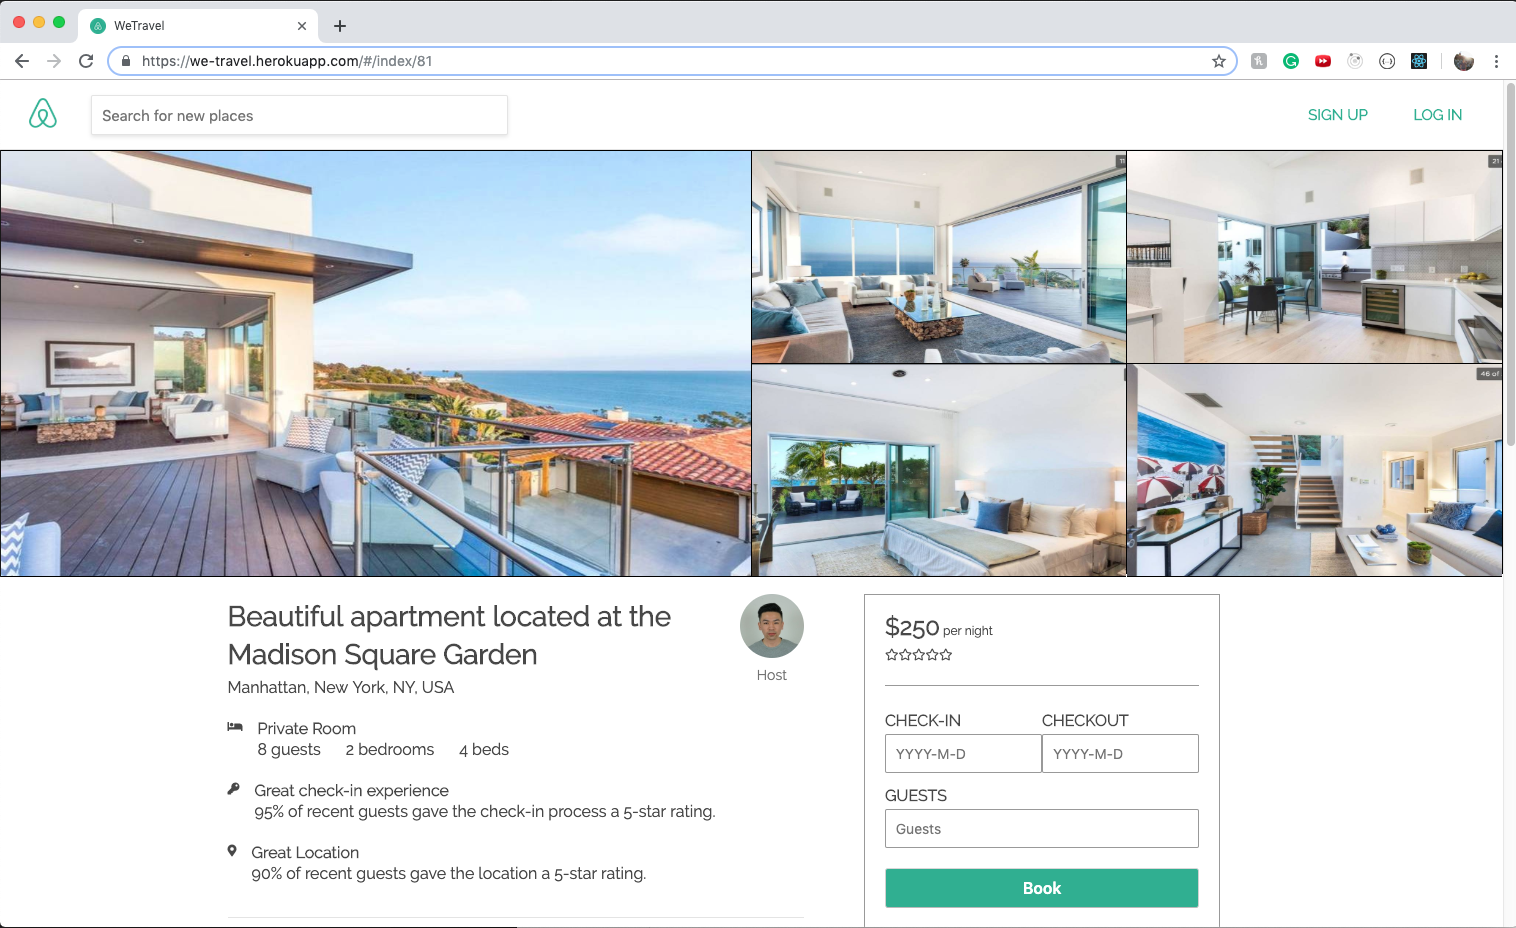 WeTravel
https://we-travel.herokuapp.com/#/index/81
Search for new places
SIGN UP
LOG IN
11
21
46 of
Beautiful apartment located at the
Madison Square Garden
Manhattan, New York, NY, USA
Host
Private Room
8 guests 2 bedrooms 4 beds
Great check-in experience
95% of recent guests gave the check-in process a 5-star rating.
Great Location
90% of recent guests gave the location a 5-star rating.
$250 per night
CHECK-IN CHECKOUT
YYYY-M-D YYYY-M-D
GUESTS
Guests
Book